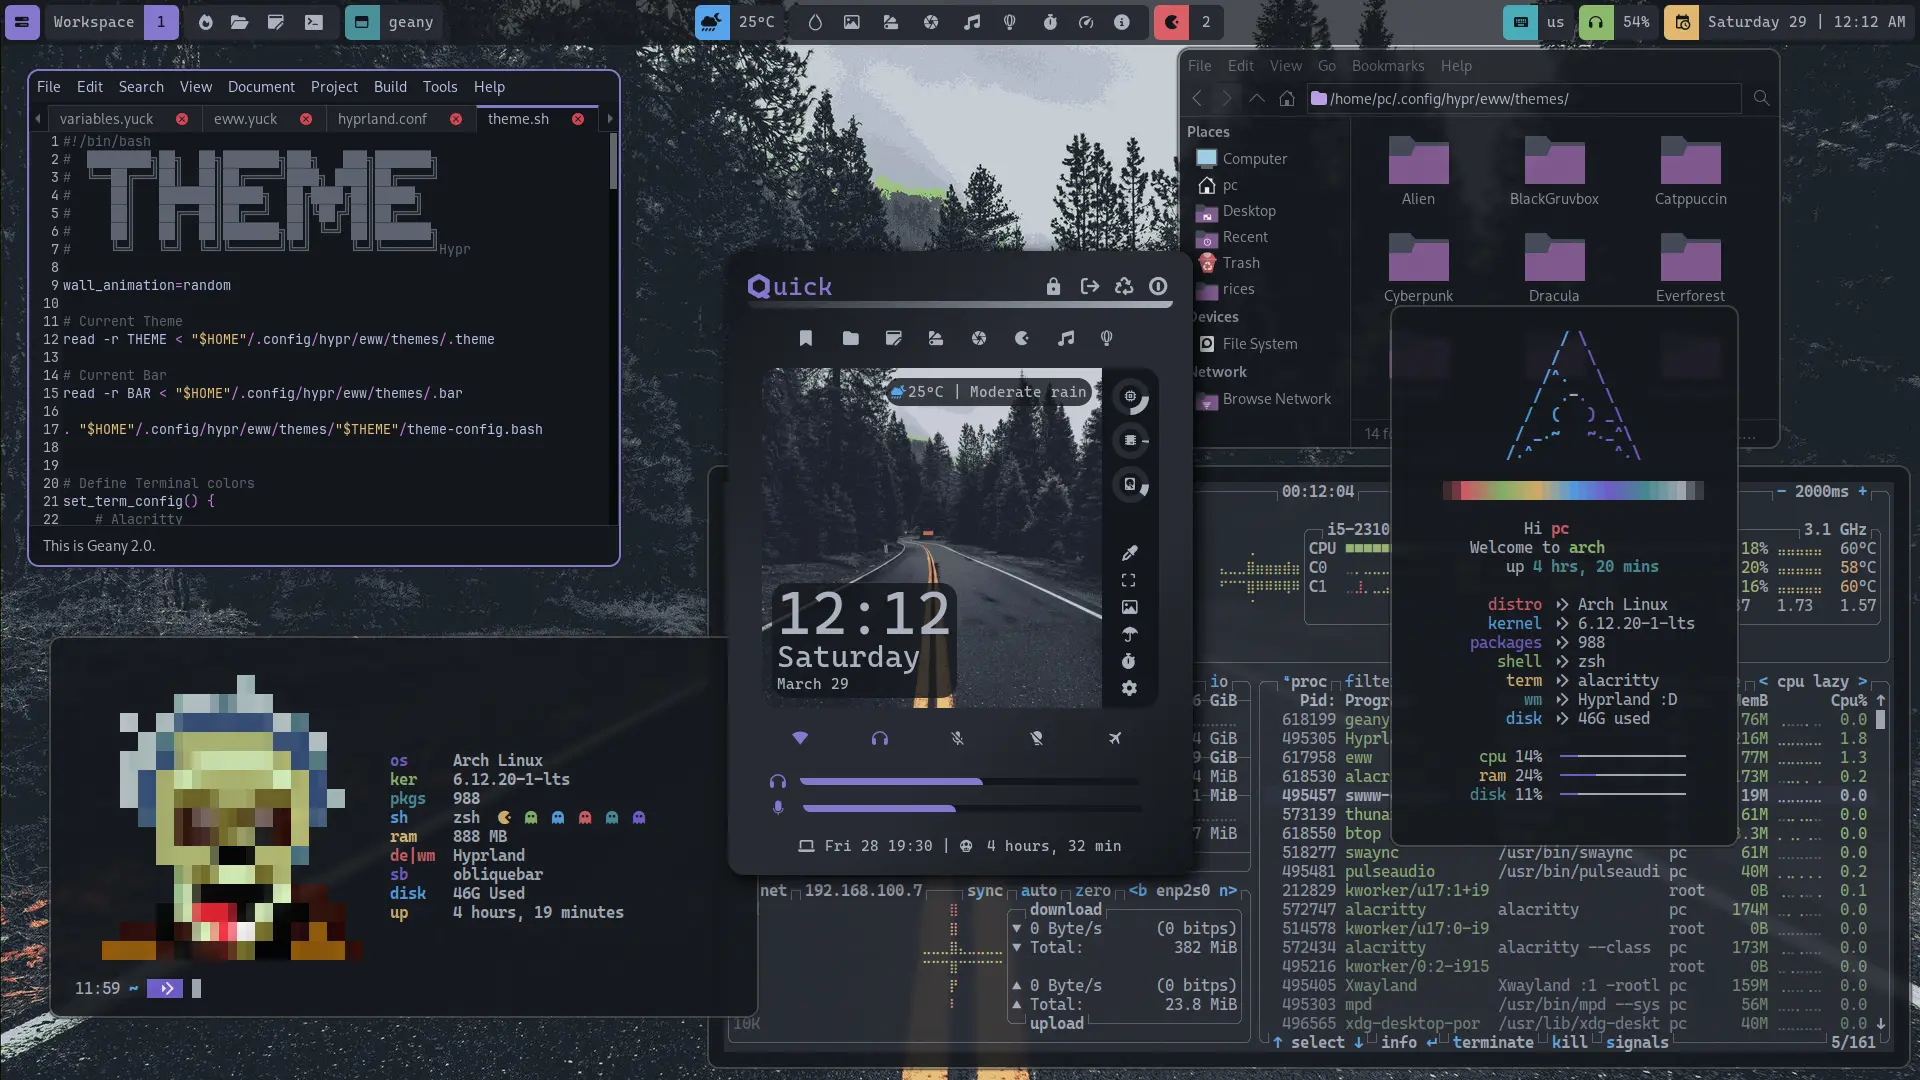 Workspace 1
geany
25°C
2
us
54%
Saturday 29 | 12:12 AM
File Edit Search View Document Project Build Tools Help
variables.yuck eww.yuck hyprland.conf theme.sh
1 #!/bin/bash
2 #
3 #
4 #
5 #
6 #
7 # Hypr
THEME
8
9 wall_animation=random
10
11 # Current Theme
12 read -r THEME < "$HOME"/.config/hypr/eww/themes/.theme
13
14 # Current Bar
15 read -r BAR < "$HOME"/.config/hypr/eww/themes/.bar
16
17 . "$HOME"/.config/hypr/eww/themes/"$THEME"/theme-config.bash
18
19
20 # Define Terminal colors
21 set_term_config() {
22 # Alacritty
This is Geany 2.0.
File Edit View Go Bookmarks Help
/home/pc/.config/hypr/eww/themes/
Places
Computer
pc
Desktop
Recent
Trash
rices
Devices
File System
Network
Browse Network
Alien BlackGruvbox Catppuccin
Cyberpunk Dracula Everforest
Quick
25°C | Moderate rain
12:12
Saturday
March 29
Fri 28 19:30 | 4 hours, 32 min
Hi pc
Welcome to arch
up 4 hrs, 20 mins
distro Arch Linux
kernel 6.12.20-1-lts
packages 988
shell zsh
term alacritty
wm Hyprland :D
disk 46G used
cpu 14%
ram 24%
disk 11%
os Arch Linux
ker 6.12.20-1-lts
pkgs 988
sh zsh
ram 888 MB
de|wm Hyprland
sb obliquebar
disk 46G Used
up 4 hours, 19 minutes
11:59 ~
00:12:04
- 2000ms +
i5-2310
3.1 GHz
CPU 18% 60°C
C0 20% 58°C
C1 16% 60°C
1.73 1.57
io
GiB
GiB
GiB
MiB
MiB
MiB
proc filte
< cpu lazy >
Pid: Progr MemB Cpu% ↑
618199 geany 76M 0.0
495305 Hyprl 216M 1.8
617958 eww 77M 1.3
618530 alacr 173M 0.2
495457 swww- 19M 0.0
573139 thuna 61M 0.0
618550 btop 0.0
518277 swaync /usr/bin/swaync pc 61M 0.0
495481 pulseaudio /usr/bin/pulseaudi pc 40M 0.2
212829 kworker/u17:1+i9 root 0B 0.1
572747 alacritty alacritty pc 174M 0.0
514578 kworker/u17:0-i9 root 0B 0.0
572434 alacritty alacritty --class pc 173M 0.0
495216 kworker/0:2-i915 root 0B 0.0
495405 Xwayland Xwayland :1 -rootl pc 159M 0.0
495303 mpd /usr/bin/mpd --sys pc 56M 0.0
496565 xdg-desktop-por /usr/lib/xdg-deskt pc 40M 0.0 ↓
↑ select ↓ info ↵ terminate kill signals 5/161
net 192.168.100.7 sync auto zero <b enp2s0 n>
download
▼ 0 Byte/s (0 bitps)
▼ Total: 382 MiB
▲ 0 Byte/s (0 bitps)
▲ Total: 23.8 MiB
upload
10K